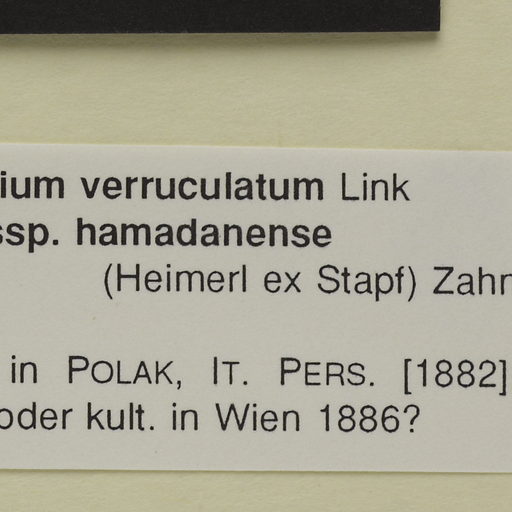 ium verruculatum Link
ssp. hamadanense
(Heimerl ex Stapf) Zahn
in POLAK, IT. PERS. [1882]
oder kult. in Wien 1886?